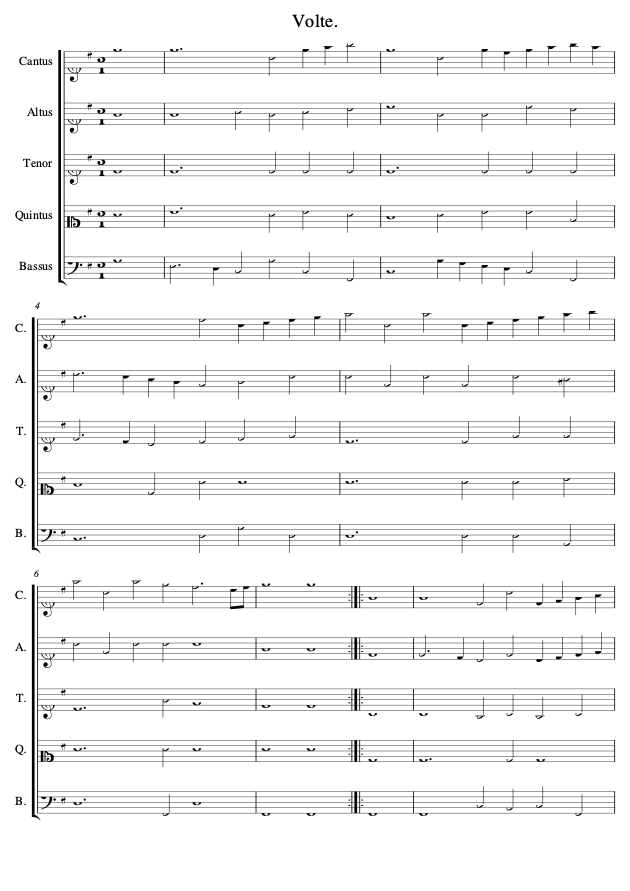 Volte.
Cantus
Altus
Tenor
Quintus
Bassus
4
C.
A.
T.
Q.
B.
6
C.
A.
T.
Q.
B.